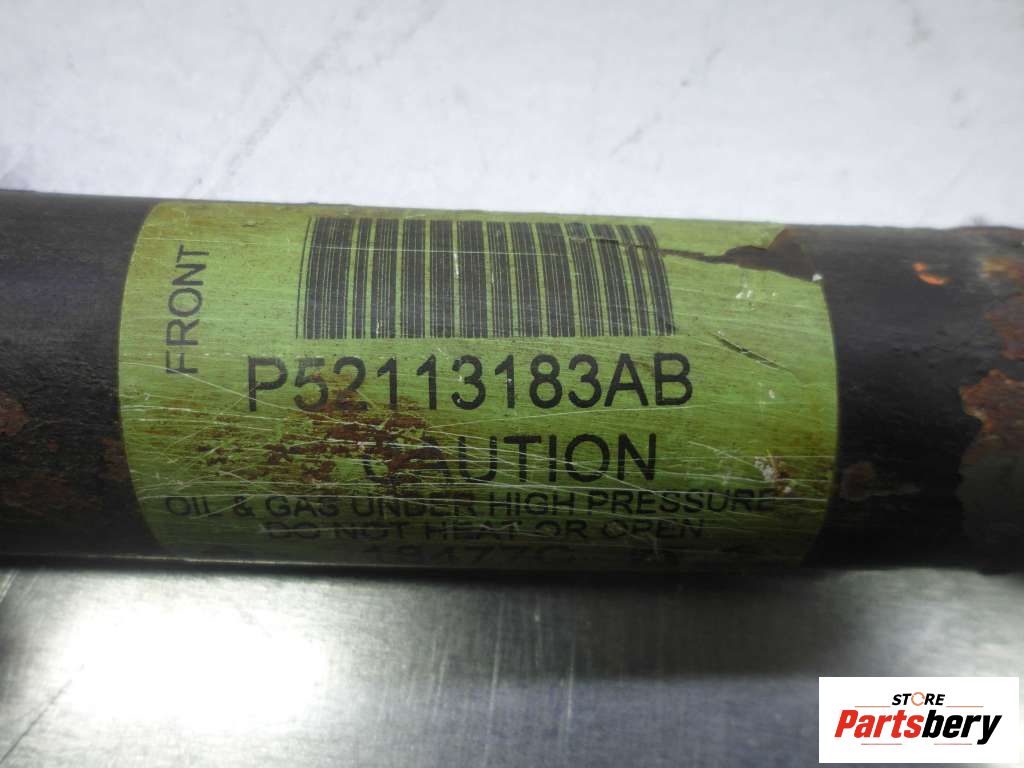 FRONT
P52113183AB
CAUTION
OIL & GAS UNDER HIGH PRESSURE
DO NOT HEAT OR OPEN
STORE
Partsbery